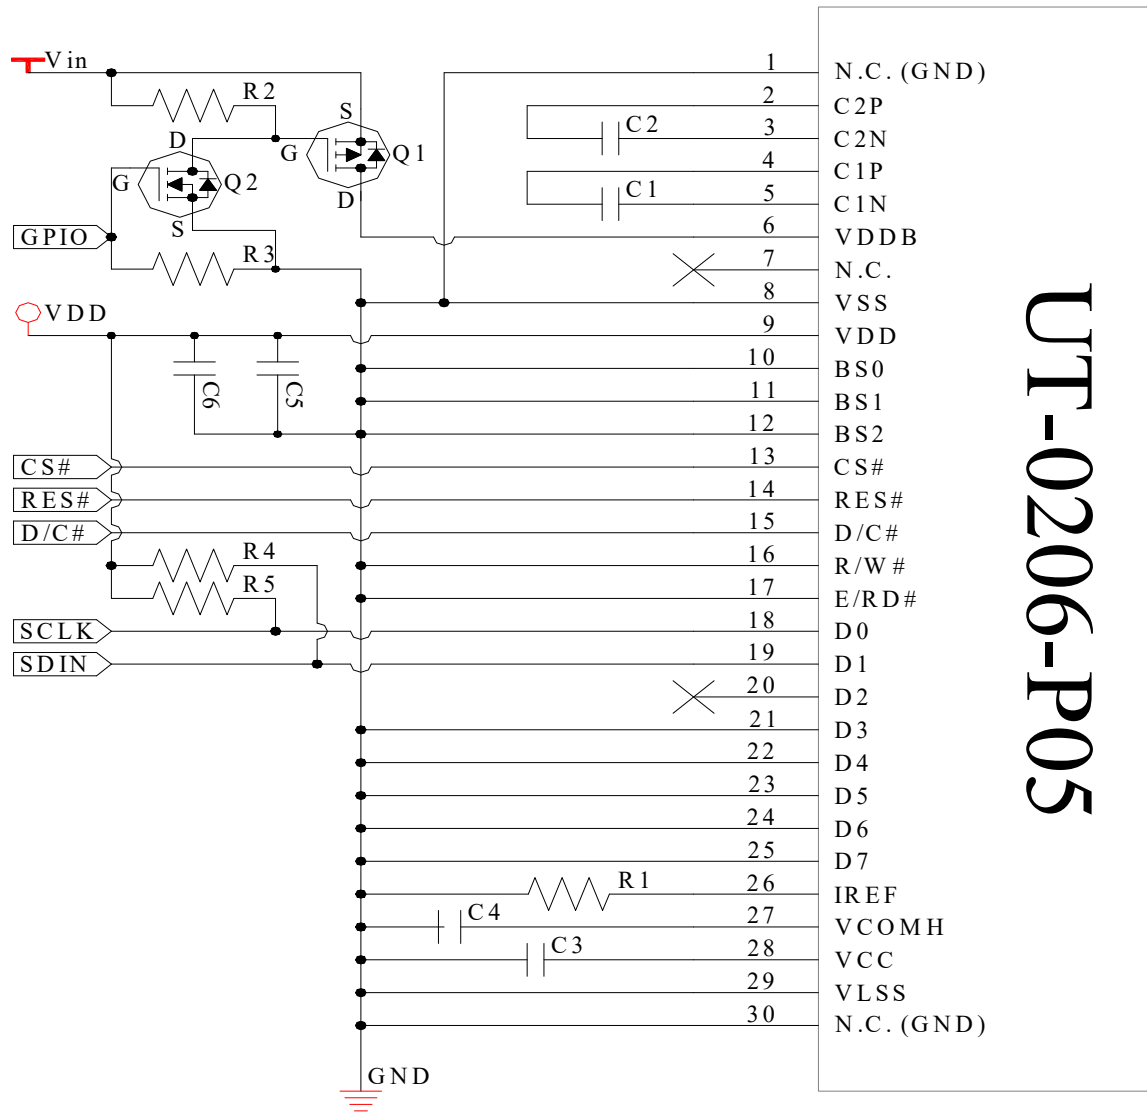 Vin
R2
S
G
Q1
D
D
G
Q2
S
GPIO
R3
VDD
C6
C5
CS#
RES#
D/C#
R4
R5
SCLK
SDIN
C2
C1
R1
C4
C3
GND
1 N.C. (GND)
2 C2P
3 C2N
4 C1P
5 C1N
6 VDDB
7 N.C.
8 VSS
9 VDD
10 BS0
11 BS1
12 BS2
13 CS#
14 RES#
15 D/C#
16 R/W#
17 E/RD#
18 D0
19 D1
20 D2
21 D3
22 D4
23 D5
24 D6
25 D7
26 IREF
27 VCOMH
28 VCC
29 VLSS
30 N.C. (GND)
UT-0206-P05